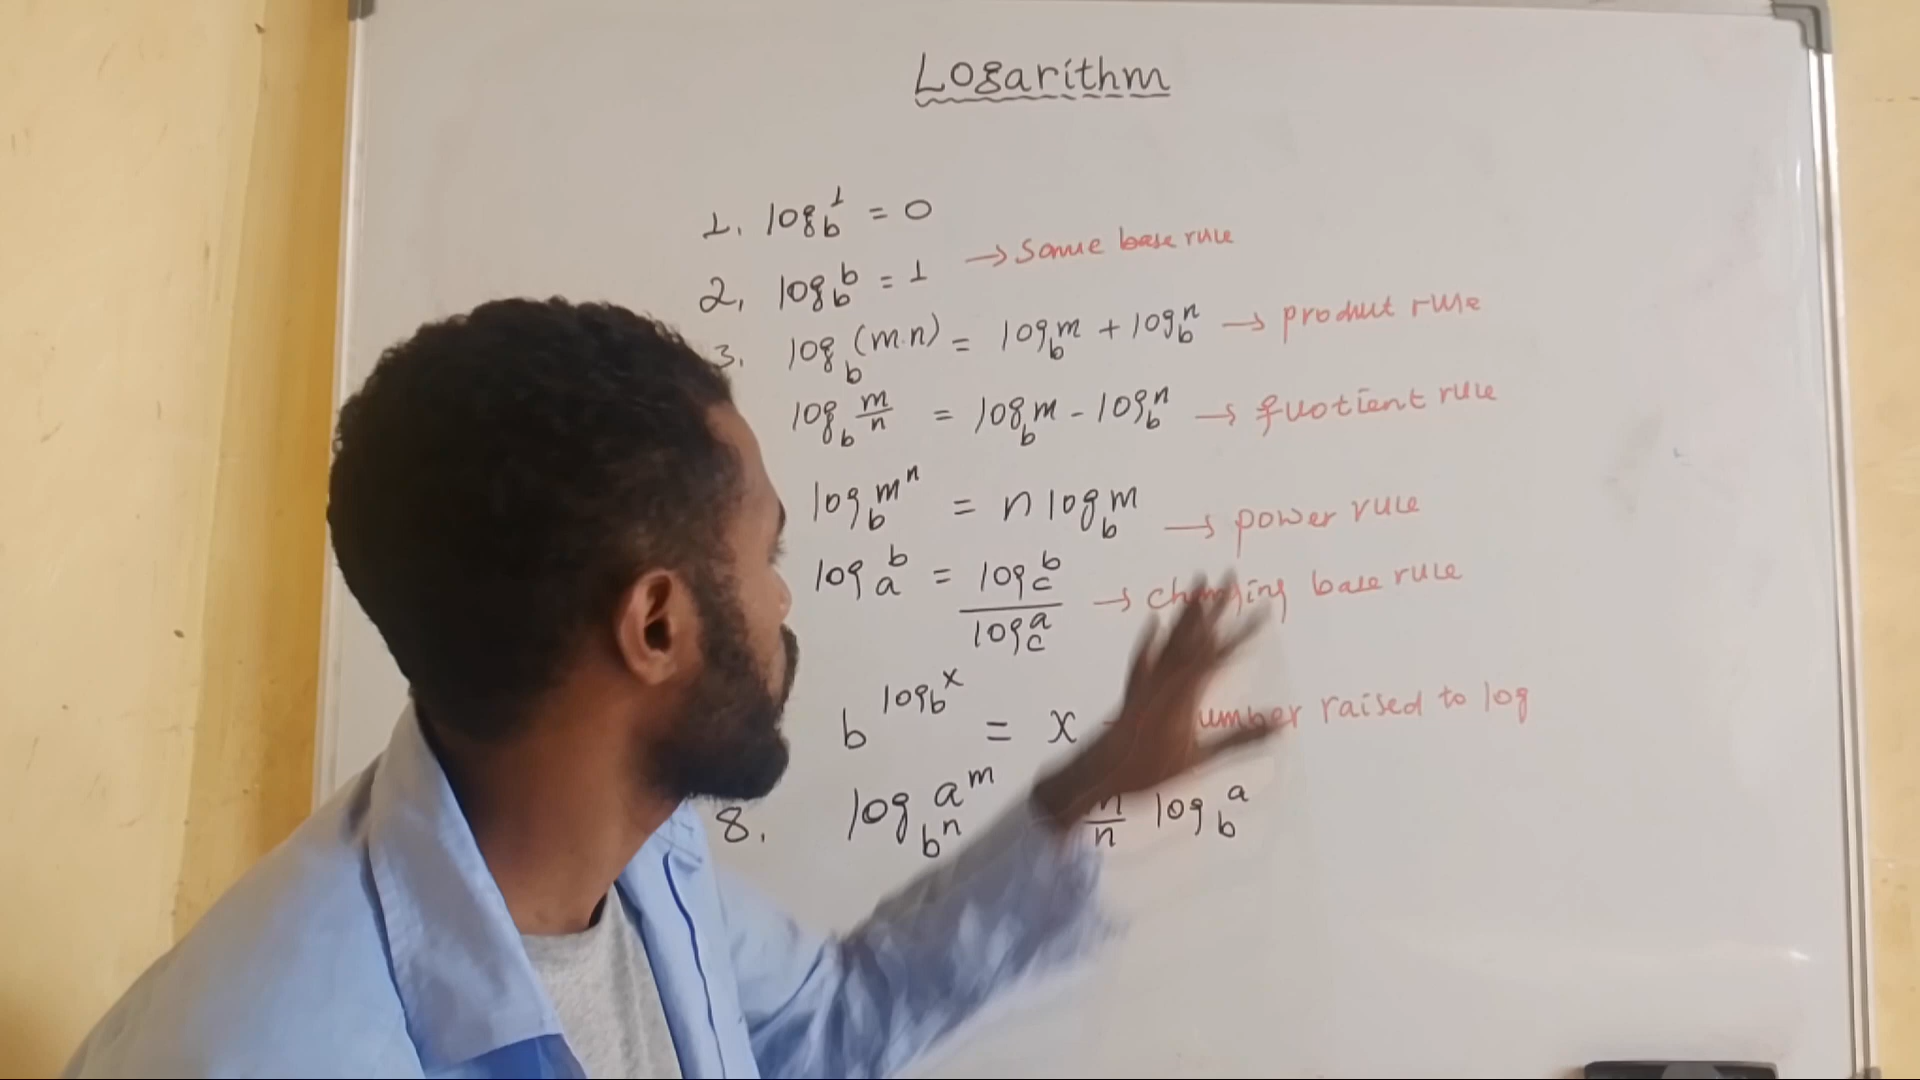 Logarithm
1. log_b 1 = 0
2. log_b b = 1 → Same base rule
3. log_b (m.n) = log_b m + log_b n → product rule
log_b m/n = log_b m - log_b n → quotient rule
log_b m^n = n log_b m → power rule
log_a b = log_c b / log_c a → changing base rule
b^(log_b x) = x raised to log
8. log_(b^n) a^m m/n log_b a